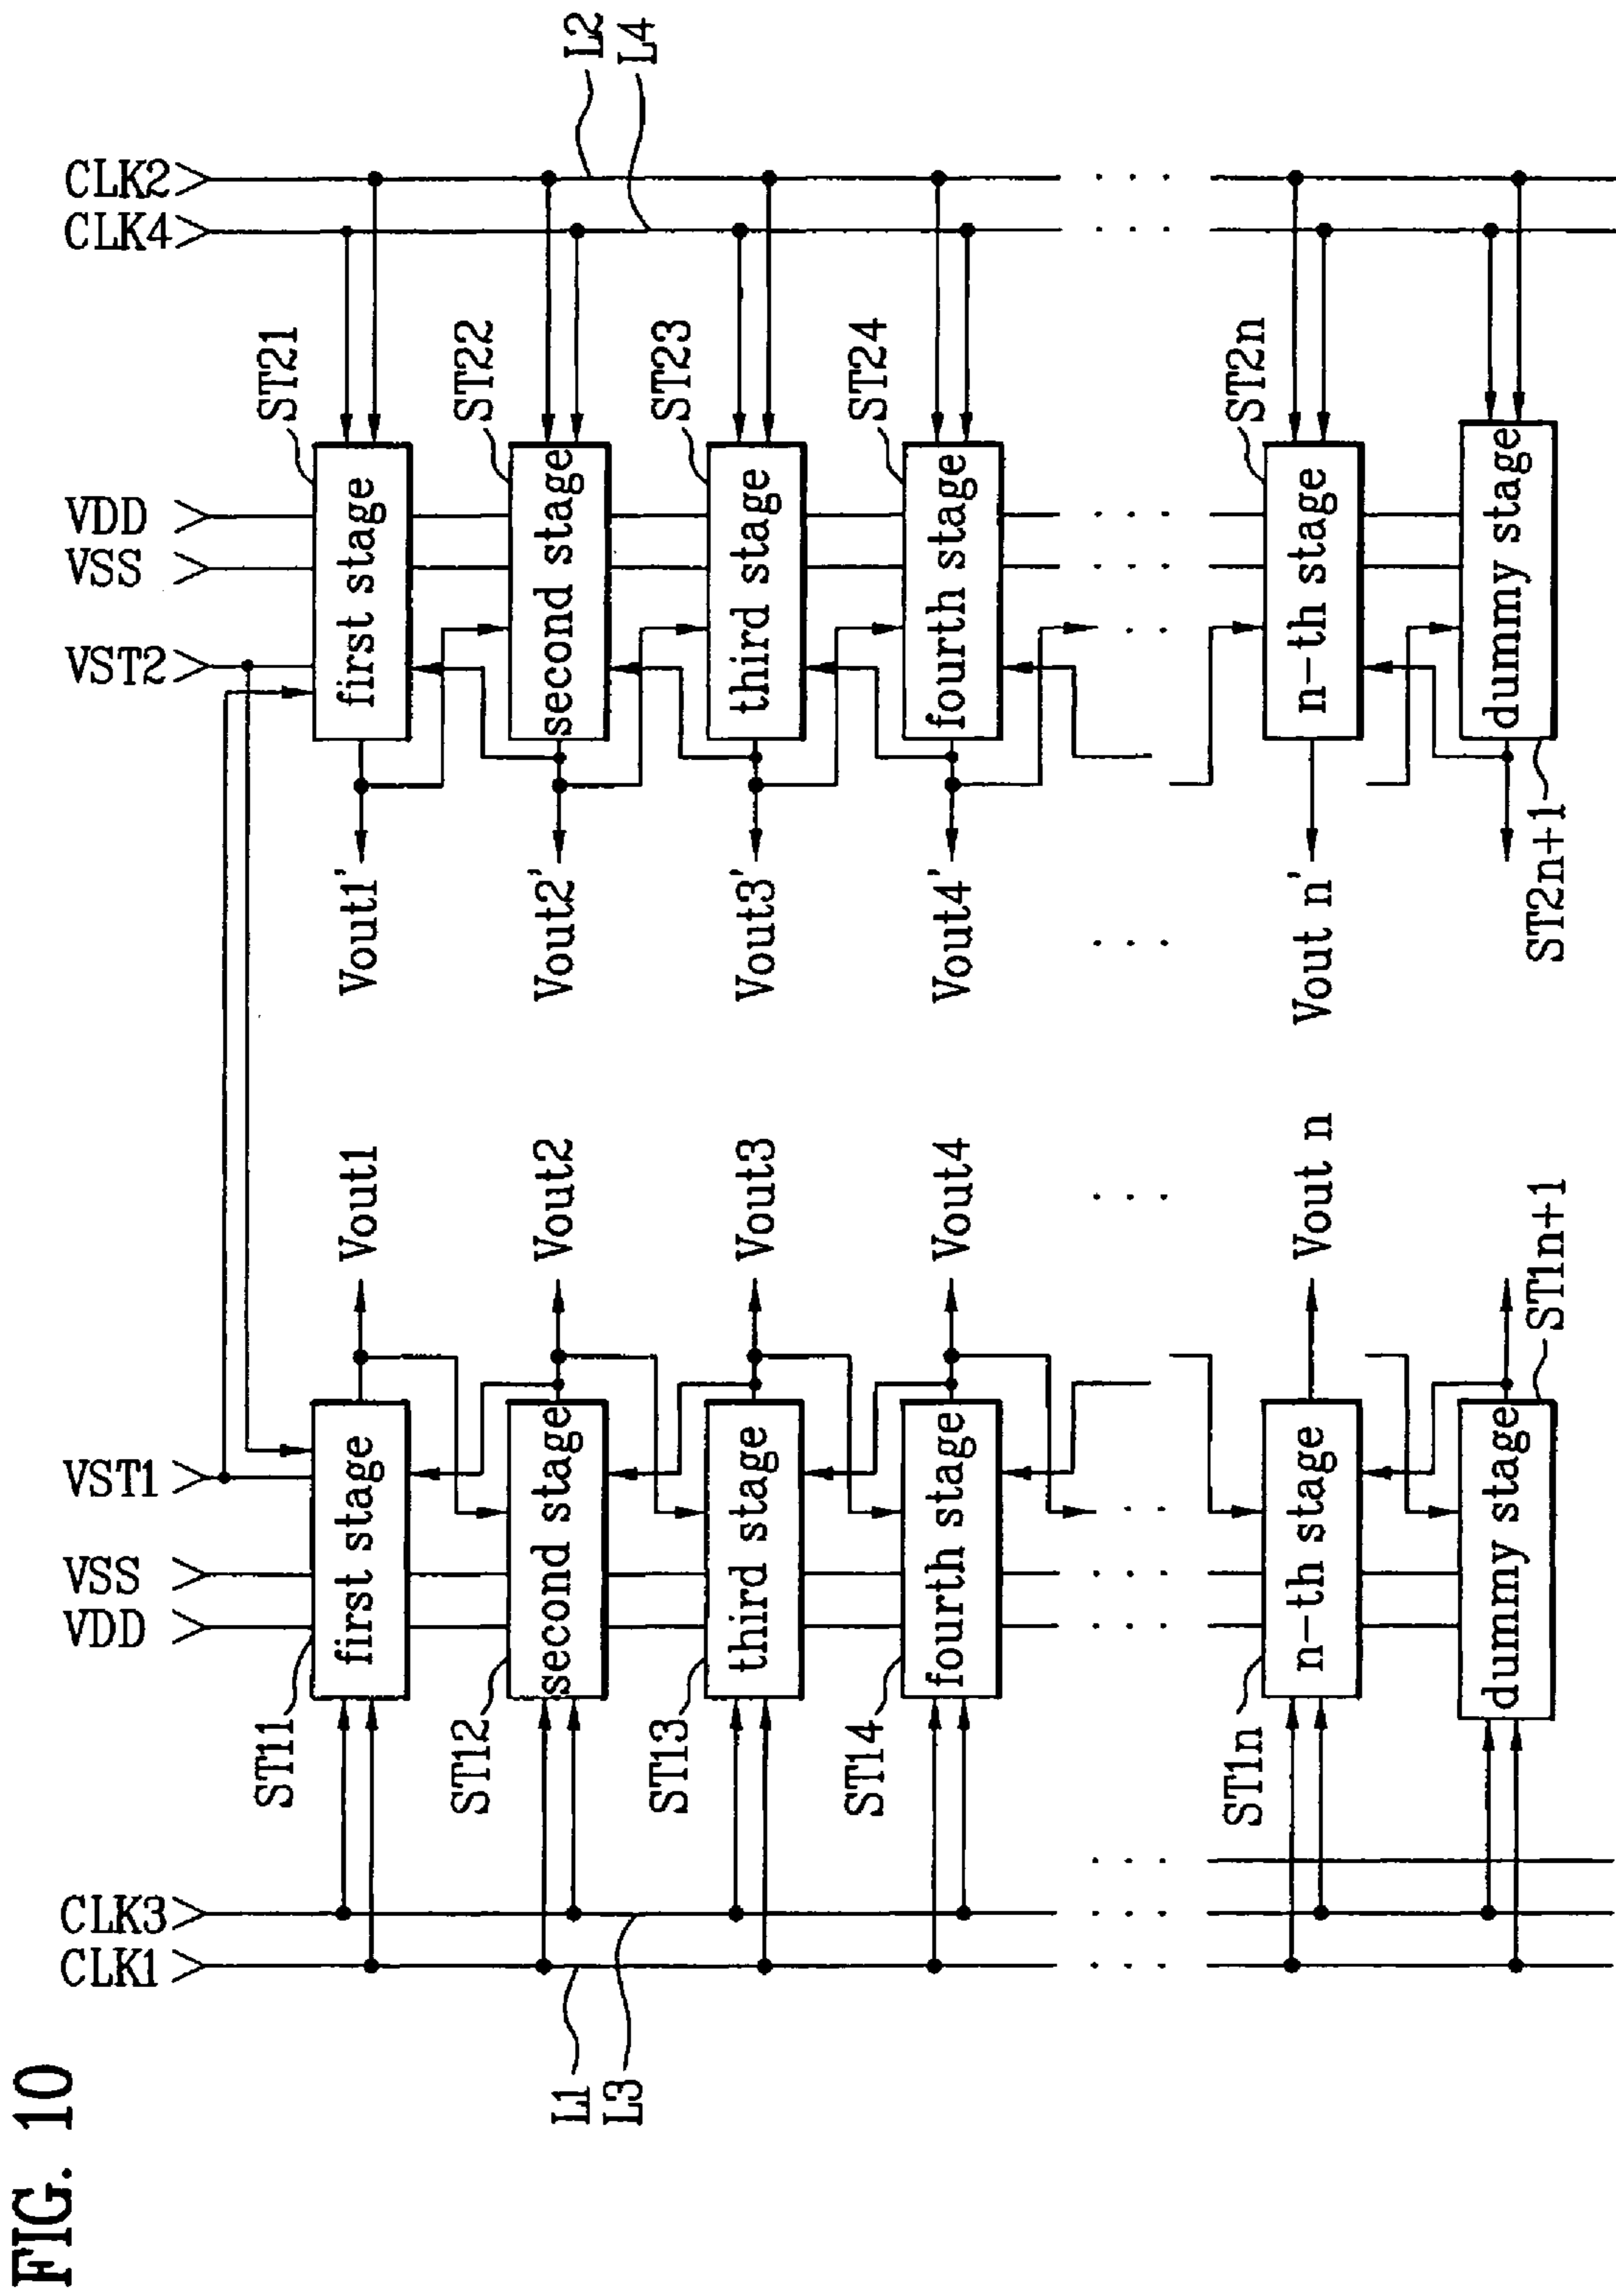 FIG. 10
CLK1
CLK3
VDD
VSS
VST1
VST2
VSS
VDD
CLK4
CLK2
L1
L3
L2
L4
ST11
first stage
Vout1
Vout1'
first stage
ST21
ST12
second stage
Vout2
Vout2'
second stage
ST22
ST13
third stage
Vout3
Vout3'
third stage
ST23
ST14
fourth stage
Vout4
Vout4'
fourth stage
ST24
ST1n
n-th stage
Vout n
Vout n'
n-th stage
ST2n
dummy stage
ST1n+1
ST2n+1
dummy stage